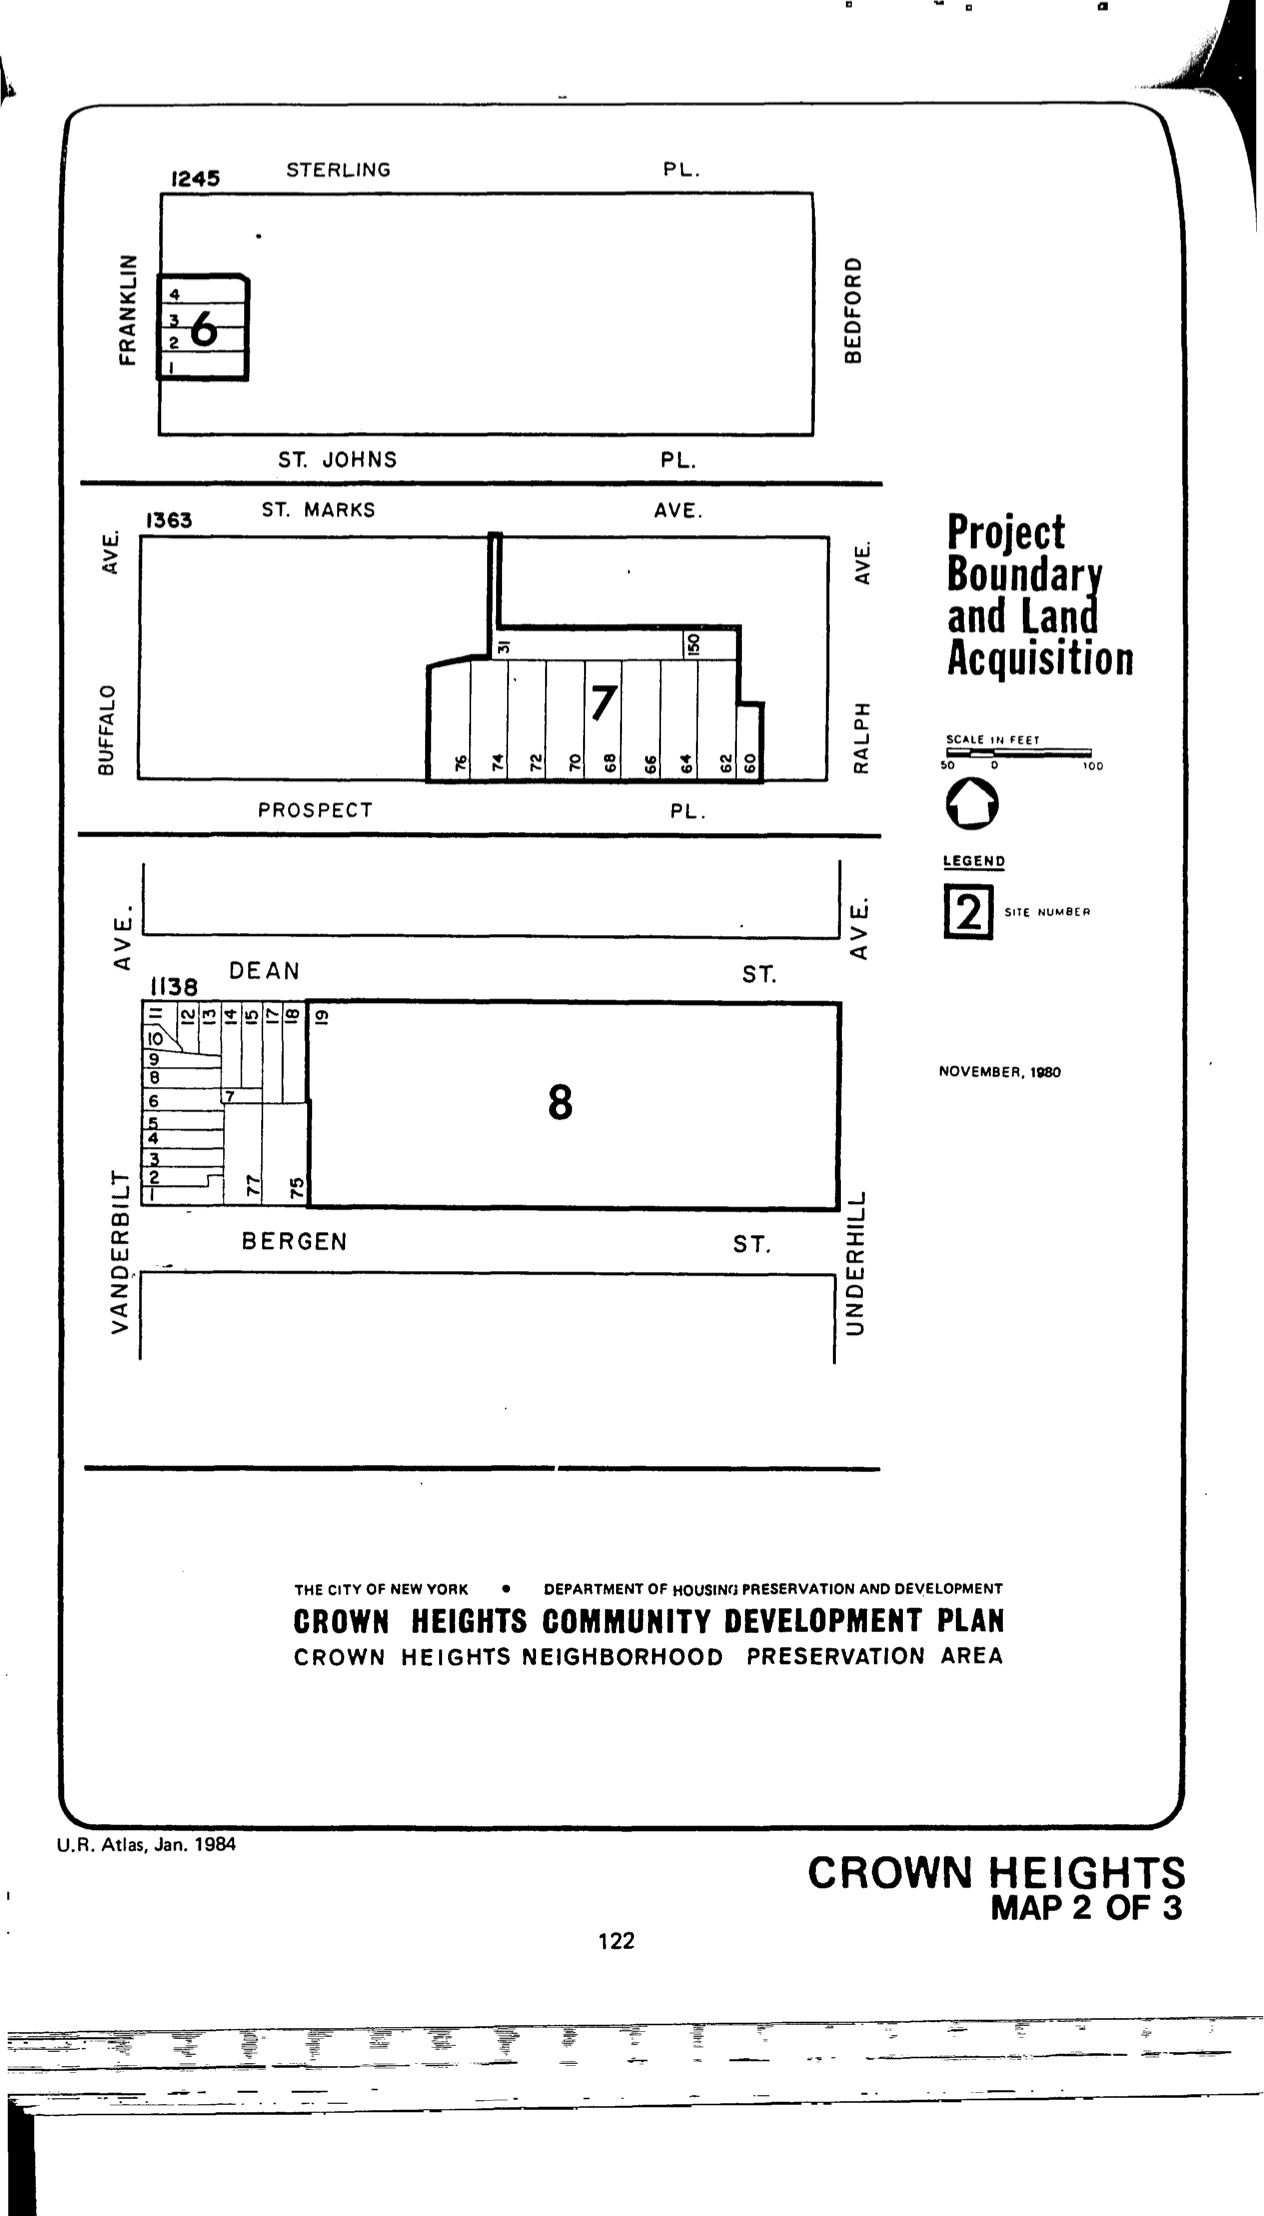 1245 STERLING PL.
FRANKLIN
BEDFORD
4
3
2
1
6
ST. JOHNS PL.
1363 ST. MARKS AVE.
BUFFALO AVE.
RALPH AVE.
31
150
7
76 74 72 70 68 66 64 62 60
PROSPECT PL.
Project
Boundary
and Land
Acquisition
SCALE IN FEET
50 0 100
LEGEND
2 SITE NUMBER
VANDERBILT AVE.
UNDERHILL AVE.
DEAN ST.
1138
11 12 13 14 15 17 18 19
10
9
8
7
6
5
4
3
2
1
77
75
8
BERGEN ST.
NOVEMBER, 1980
THE CITY OF NEW YORK • DEPARTMENT OF HOUSING PRESERVATION AND DEVELOPMENT
CROWN HEIGHTS COMMUNITY DEVELOPMENT PLAN
CROWN HEIGHTS NEIGHBORHOOD PRESERVATION AREA
U.R. Atlas, Jan. 1984
CROWN HEIGHTS
MAP 2 OF 3
122